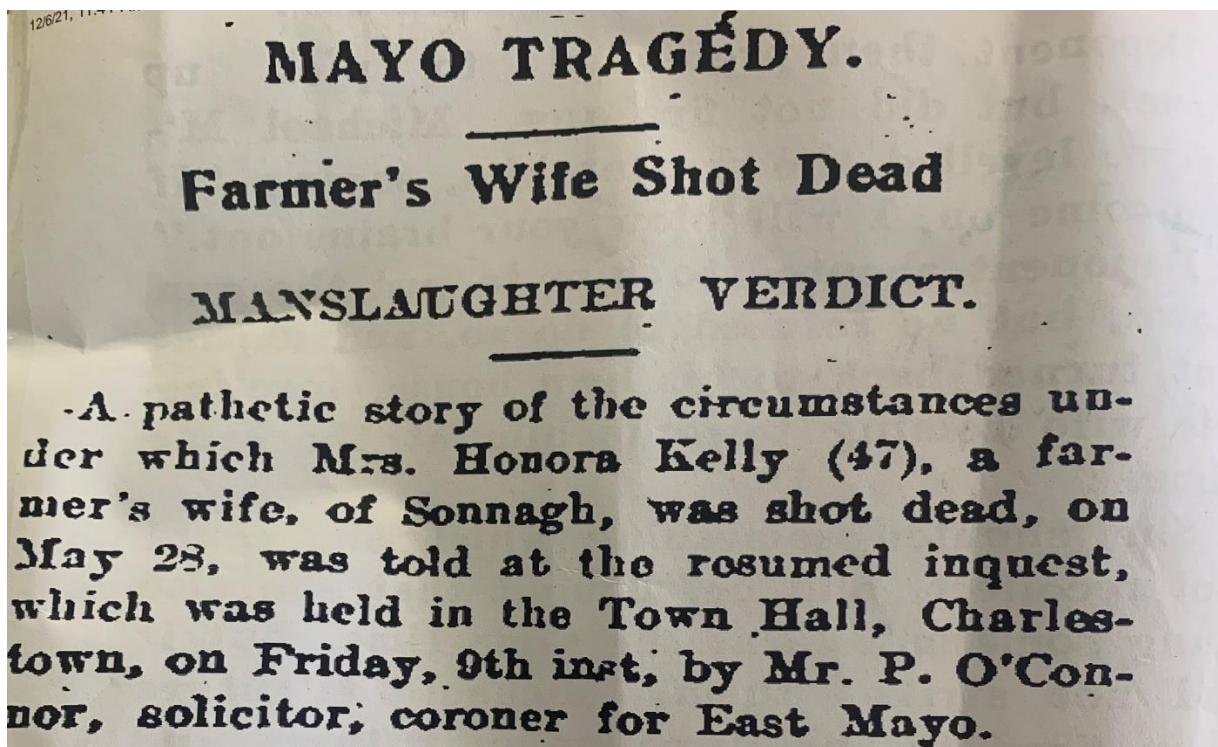 12/6/21,
MAYO TRAGEDY.
Farmer's Wife Shot Dead
MANSLAUGHTER VERDICT.
A pathetic story of the circumstances un-
der which Mrs. Honora Kelly (47), a far-
mer's wife, of Sonnagh, was shot dead, on
May 28, was told at the rosumed inquest,
which was held in the Town Hall, Charles-
town, on Friday, 9th inst, by Mr. P. O'Con-
nor, solicitor, coroner for East Mayo.